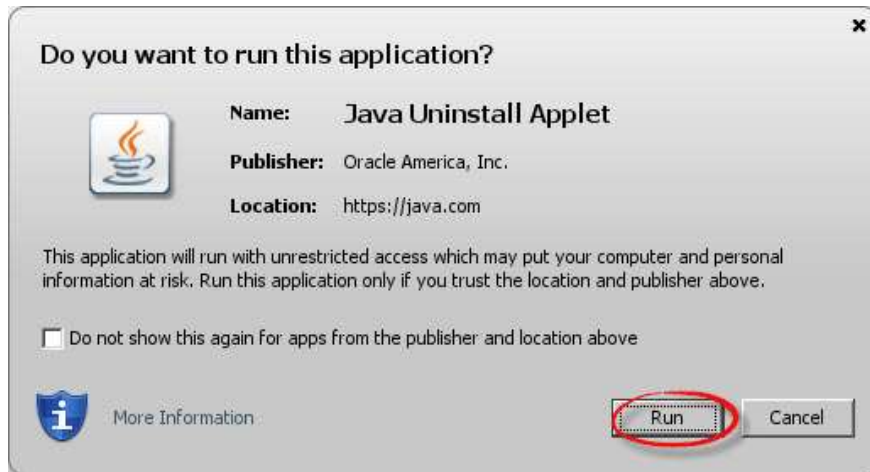 Do you want to run this application?
Name: Java Uninstall Applet
Publisher: Oracle America, Inc.
Location: https://java.com
This application will run with unrestricted access which may put your computer and personal
information at risk. Run this application only if you trust the location and publisher above.
Do not show this again for apps from the publisher and location above
More Information
Run
Cancel